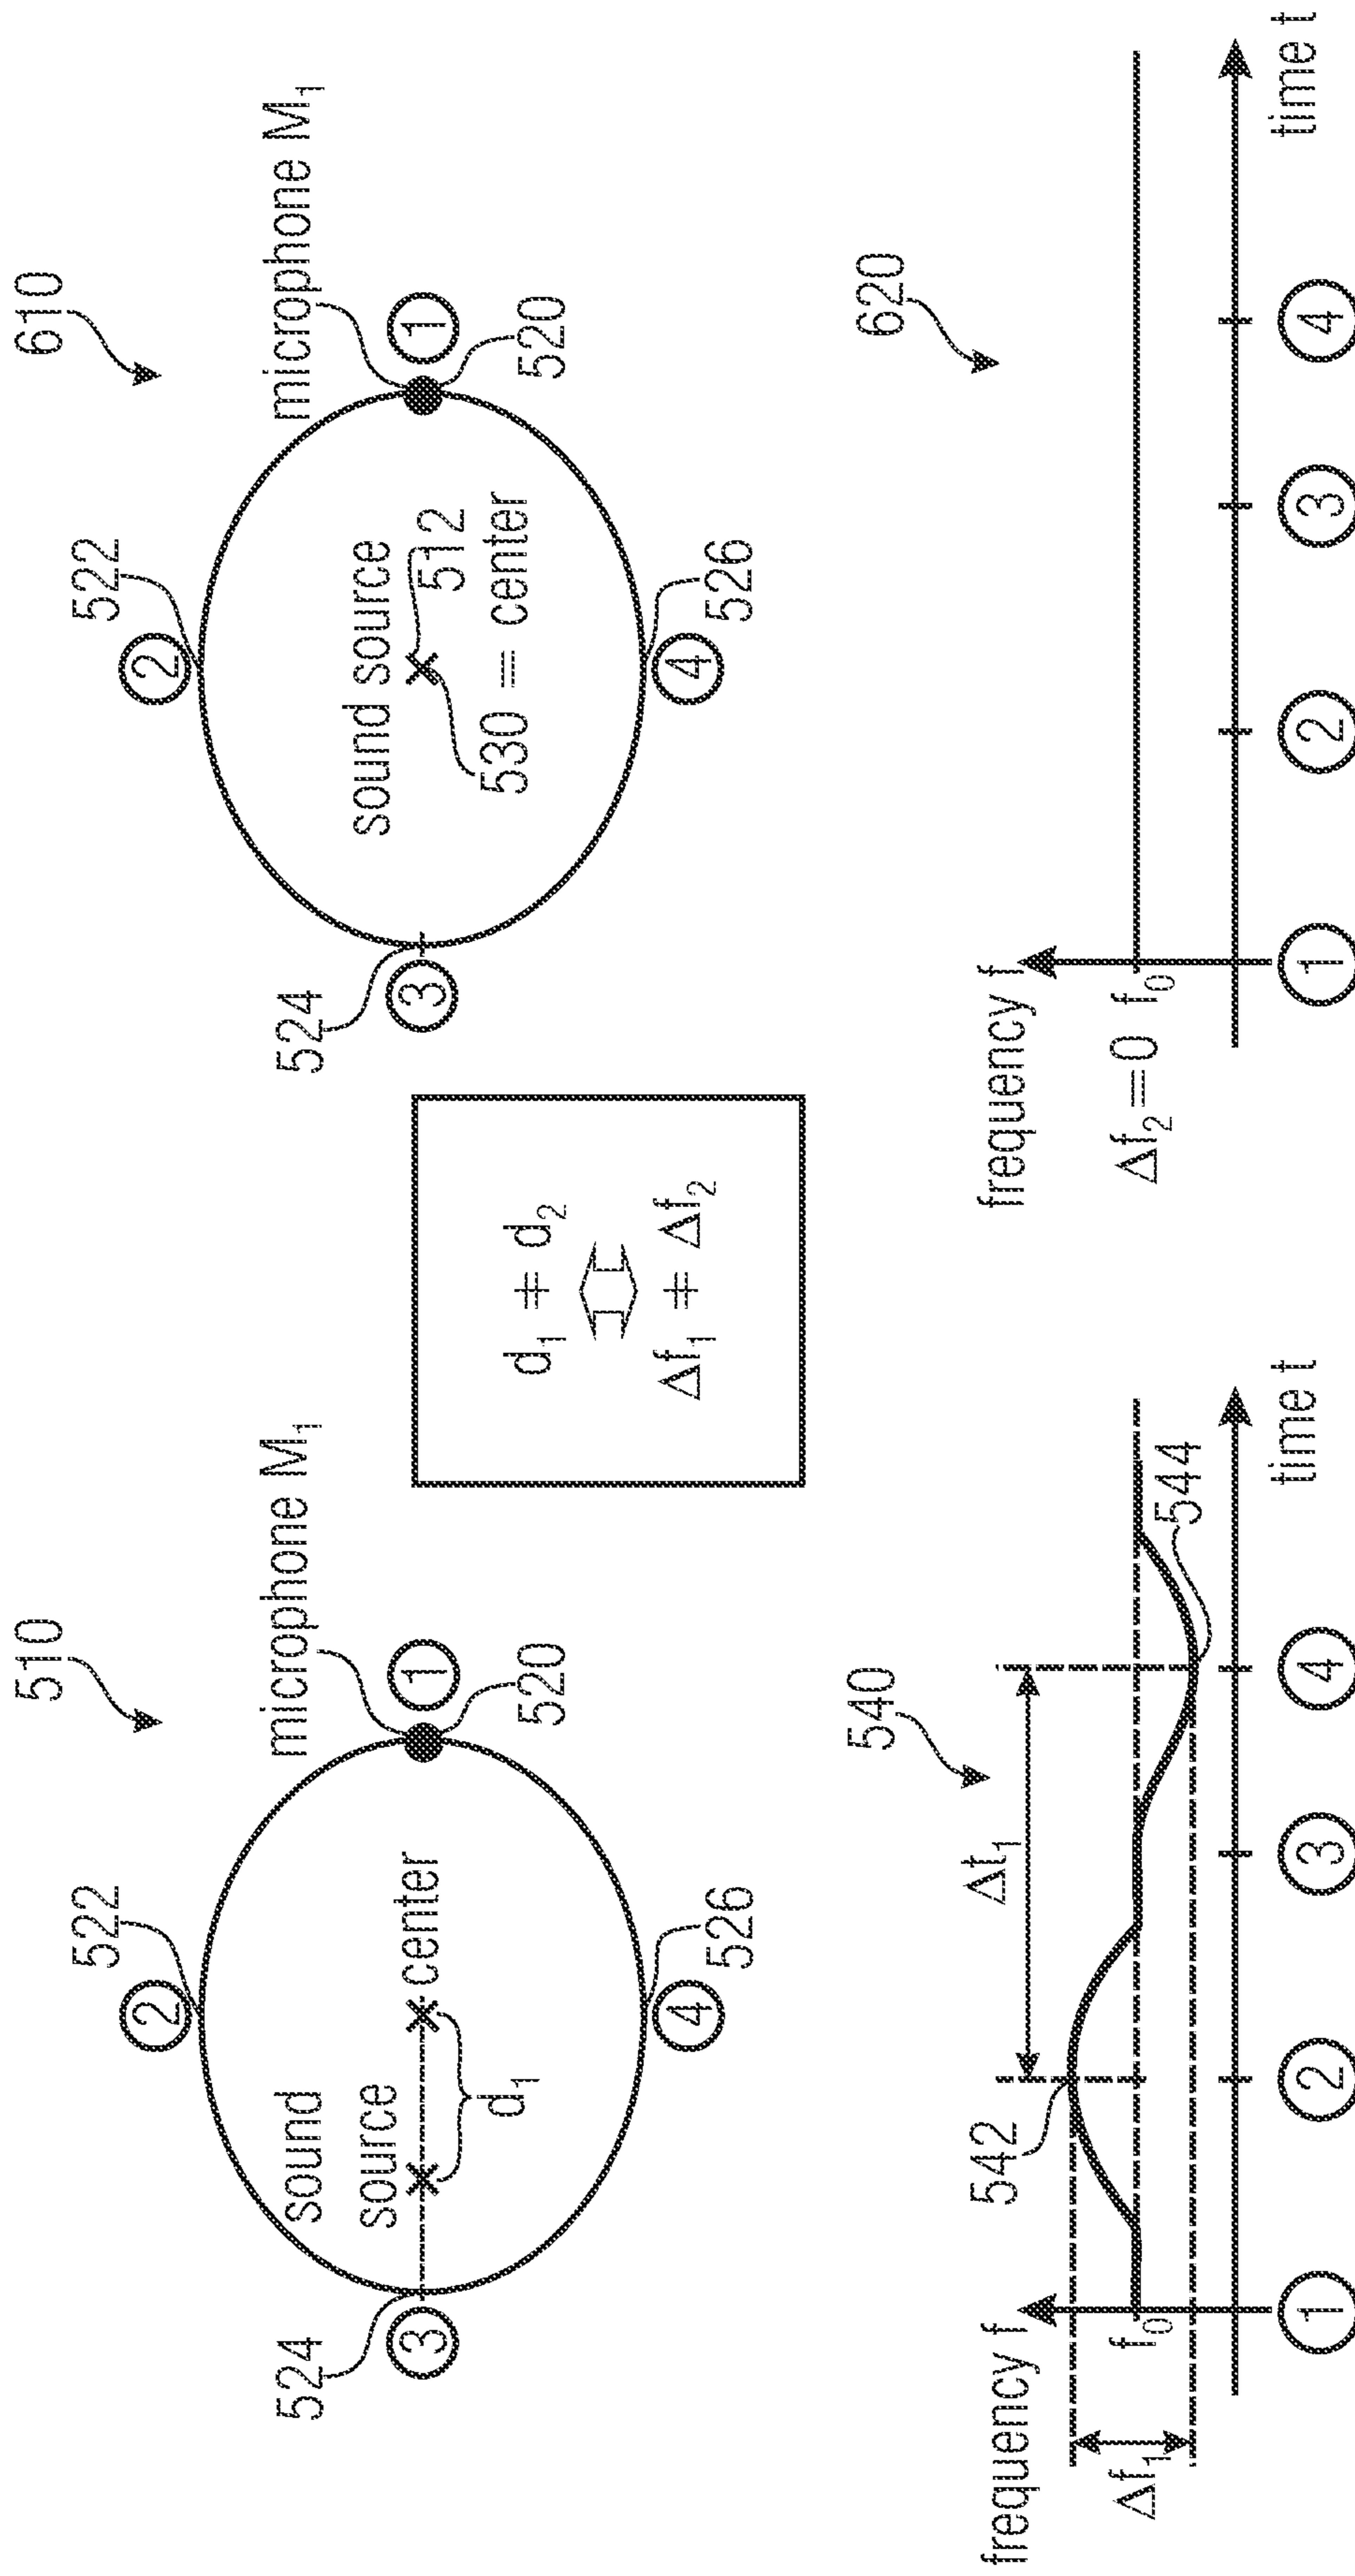 510
microphone M₁
522
②
sound
source
center
d₁
①
520
524
③
④
526
610
microphone M₁
522
②
sound source
512
530 = center
①
520
524
③
④
526
d₁ ≠ d₂
⇕
Δf₁ ≠ Δf₂
540
frequency f
542
Δt₁
f₀
Δf₁
544
time t
① ② ③ ④
620
frequency f
Δf₂ =0 f₀
time t
① ② ③ ④